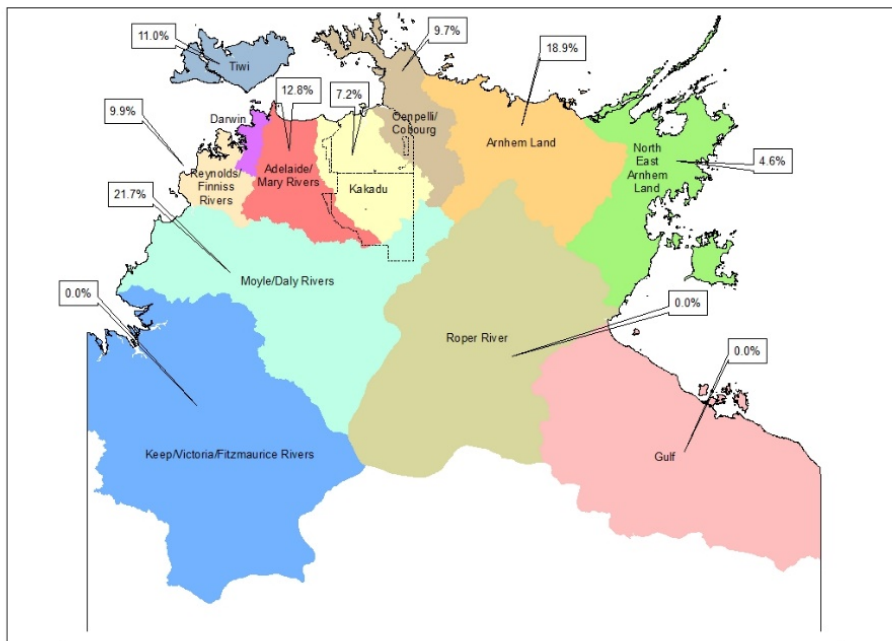 11.0%
9.7%
18.9%
Tiwi
12.8%
7.2%
9.9%
Darwin
Oenpelli/
Cobourg
Arnhem Land
North
East
Arnhem
Land
4.6%
Reynolds/
Finniss
Rivers
Adelaide/
Mary Rivers
Kakadu
21.7%
Moyle/Daly Rivers
0.0%
0.0%
Roper River
0.0%
Keep/Victoria/Fitzmaurice Rivers
Gulf